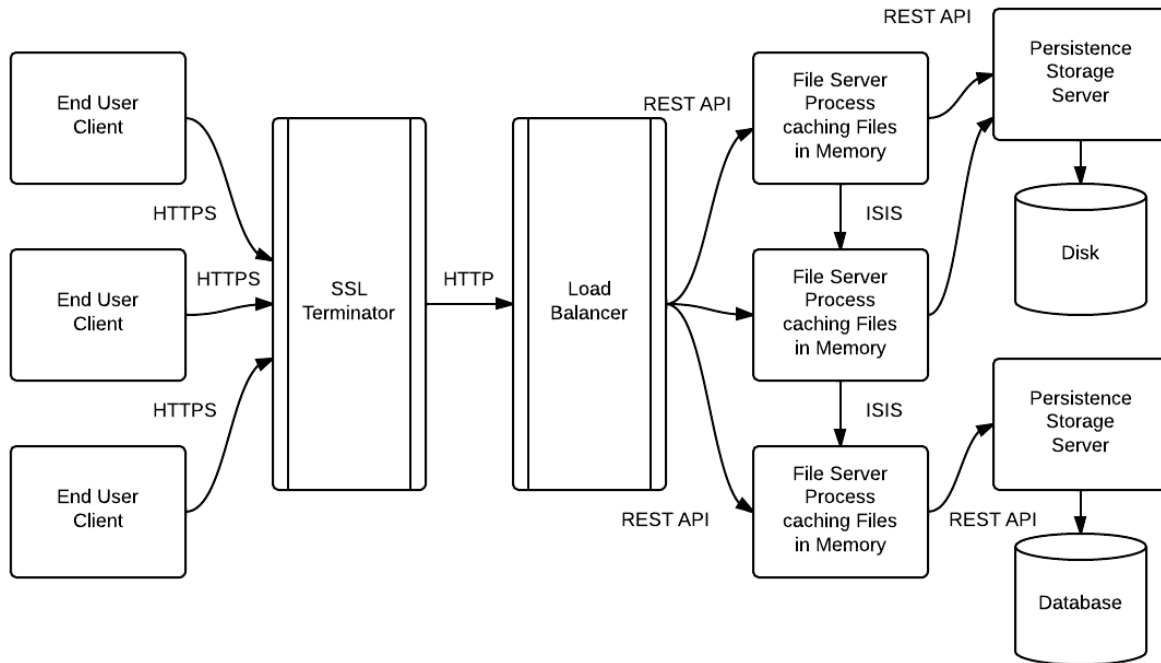 End User
Client
HTTPS
End User
Client
HTTPS
End User
Client
HTTPS
SSL
Terminator
HTTP
Load
Balancer
REST API
REST API
File Server
Process
caching Files
in Memory
ISIS
File Server
Process
caching Files
in Memory
ISIS
File Server
Process
caching Files
in Memory
REST API
Persistence
Storage
Server
Disk
REST API
Persistence
Storage
Server
Database